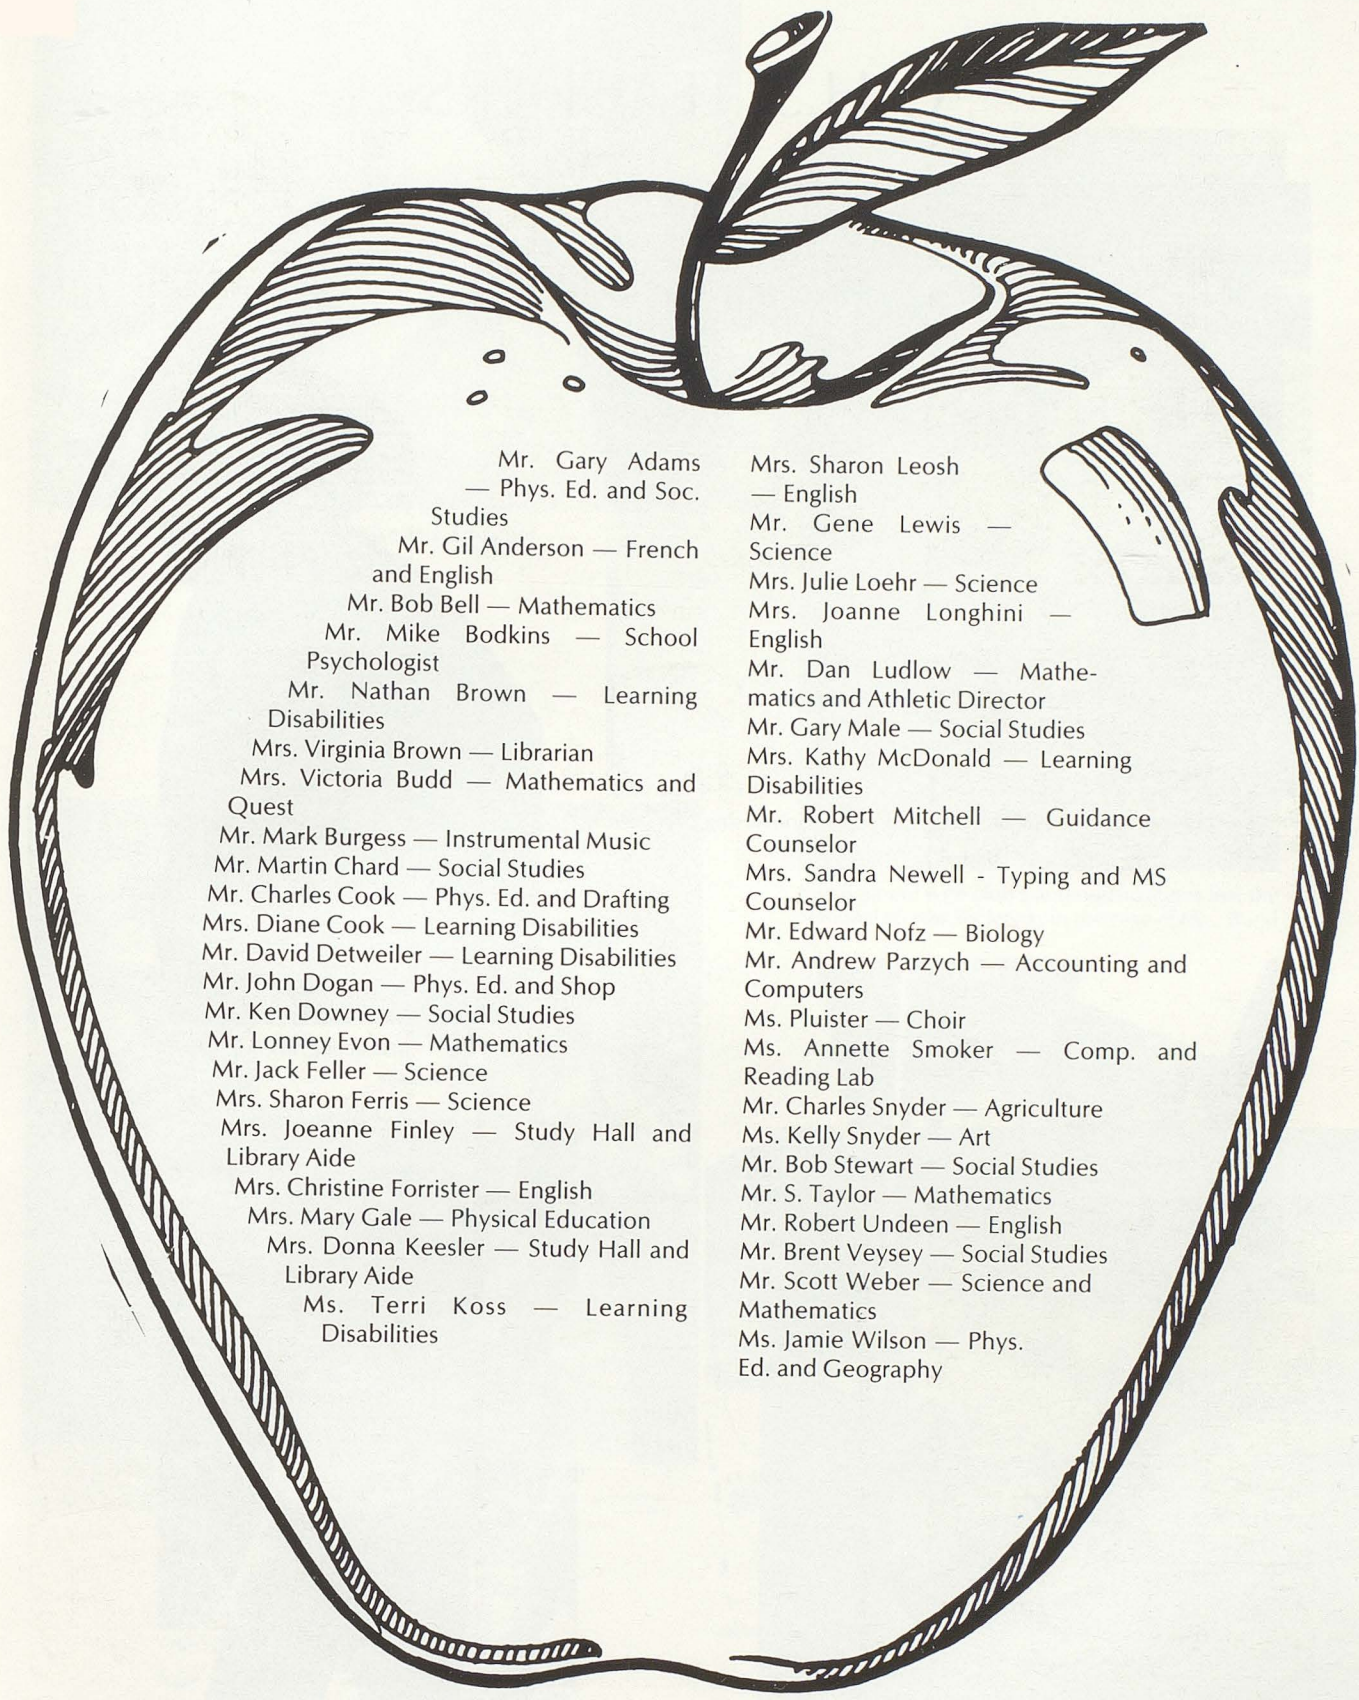 Mr. Gary Adams
— Phys. Ed. and Soc.
Studies
Mr. Gil Anderson — French
and English
Mr. Bob Bell — Mathematics
Mr. Mike Bodkins — School
Psychologist
Mr. Nathan Brown — Learning
Disabilities
Mrs. Virginia Brown — Librarian
Mrs. Victoria Budd — Mathematics and
Quest
Mr. Mark Burgess — Instrumental Music
Mr. Martin Chard — Social Studies
Mr. Charles Cook — Phys. Ed. and Drafting
Mrs. Diane Cook — Learning Disabilities
Mr. David Detweiler — Learning Disabilities
Mr. John Dogan — Phys. Ed. and Shop
Mr. Ken Downey — Social Studies
Mr. Lonney Evon — Mathematics
Mr. Jack Feller — Science
Mrs. Sharon Ferris — Science
Mrs. Joeanne Finley — Study Hall and
Library Aide
Mrs. Christine Forrister — English
Mrs. Mary Gale — Physical Education
Mrs. Donna Keesler — Study Hall and
Library Aide
Ms. Terri Koss — Learning
Disabilities
Mrs. Sharon Leosh
— English
Mr. Gene Lewis —
Science
Mrs. Julie Loehr — Science
Mrs. Joanne Longhini —
English
Mr. Dan Ludlow — Mathe-
matics and Athletic Director
Mr. Gary Male — Social Studies
Mrs. Kathy McDonald — Learning
Disabilities
Mr. Robert Mitchell — Guidance
Counselor
Mrs. Sandra Newell - Typing and MS
Counselor
Mr. Edward Nofz — Biology
Mr. Andrew Parzych — Accounting and
Computers
Ms. Pluister — Choir
Ms. Annette Smoker — Comp. and
Reading Lab
Mr. Charles Snyder — Agriculture
Ms. Kelly Snyder — Art
Mr. Bob Stewart — Social Studies
Mr. S. Taylor — Mathematics
Mr. Robert Undeen — English
Mr. Brent Veysey — Social Studies
Mr. Scott Weber — Science and
Mathematics
Ms. Jamie Wilson — Phys.
Ed. and Geography